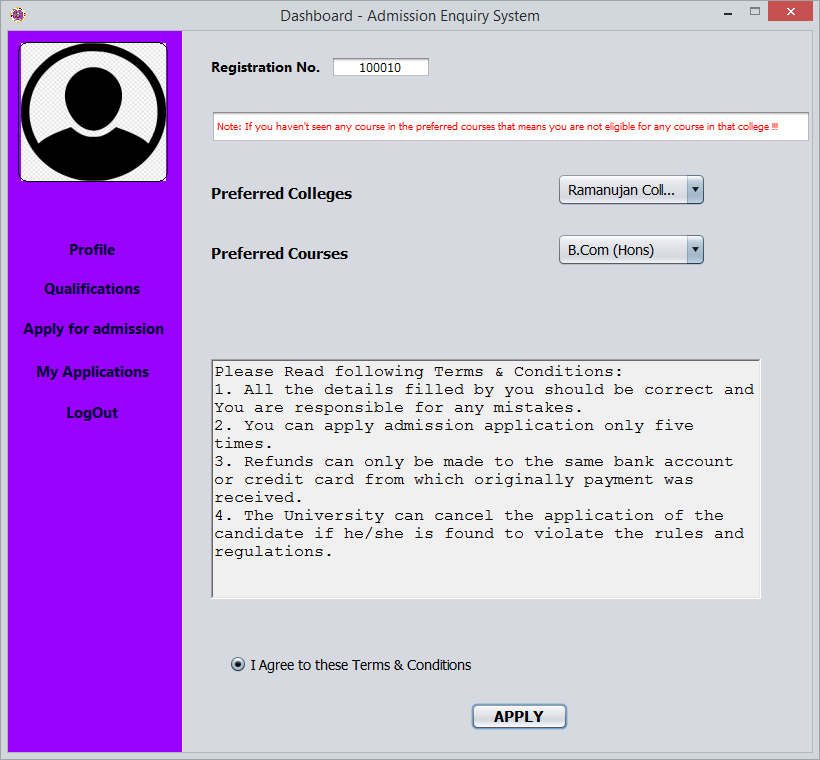 Dashboard - Admission Enquiry System
Registration No. 100010
Note: If you haven't seen any course in the preferred courses that means you are not eligible for any course in that college !!!
Preferred Colleges Ramanujan Coll...
Preferred Courses B.Com (Hons)
Profile
Qualifications
Apply for admission
My Applications
LogOut
Please Read following Terms & Conditions:
1. All the details filled by you should be correct and
You are responsible for any mistakes.
2. You can apply admission application only five
times.
3. Refunds can only be made to the same bank account
or credit card from which originally payment was
received.
4. The University can cancel the application of the
candidate if he/she is found to violate the rules and
regulations.
I Agree to these Terms & Conditions
APPLY